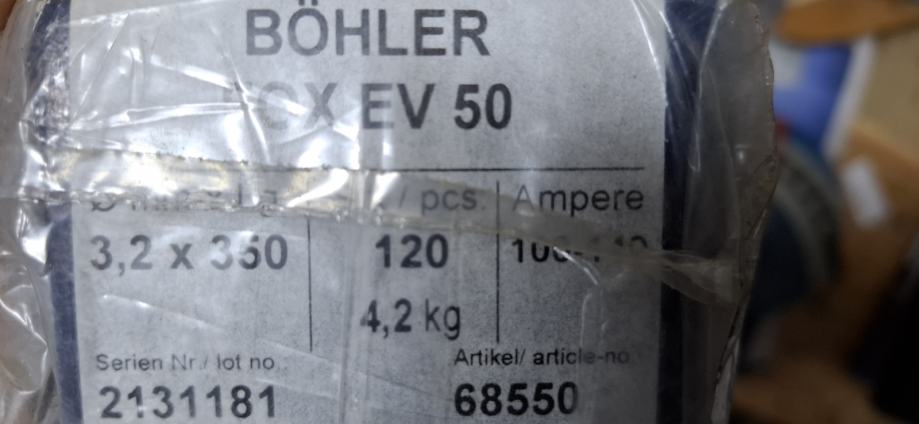 BÖHLER
EV 50
/ pcs. Ampere
3,2 x 350 120
4,2 kg
Serien Nr./ lot no Artikel/ article-no
2131181 68550